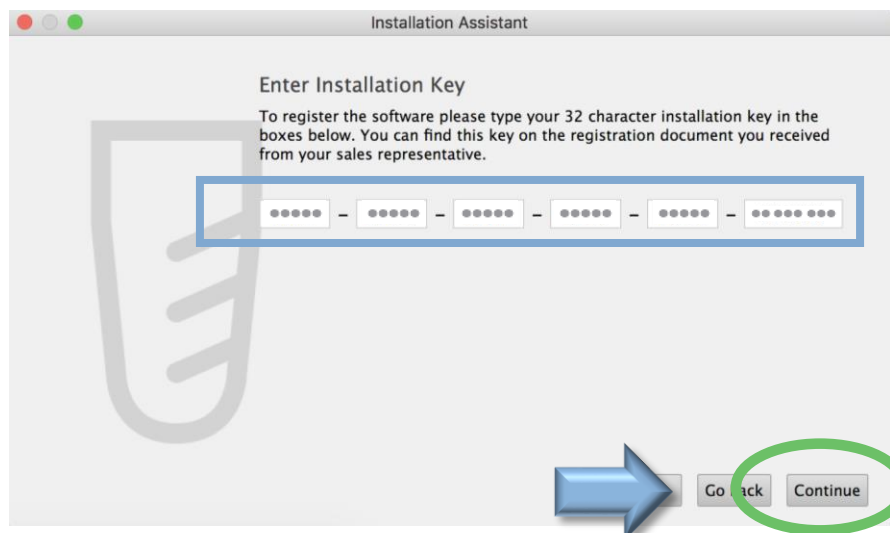 Installation Assistant
Enter Installation Key
To register the software please type your 32 character installation key in the
boxes below. You can find this key on the registration document you received
from your sales representative.
••••• – ••••• – ••••• – ••••• – ••••• – ••••••••
Go Continue